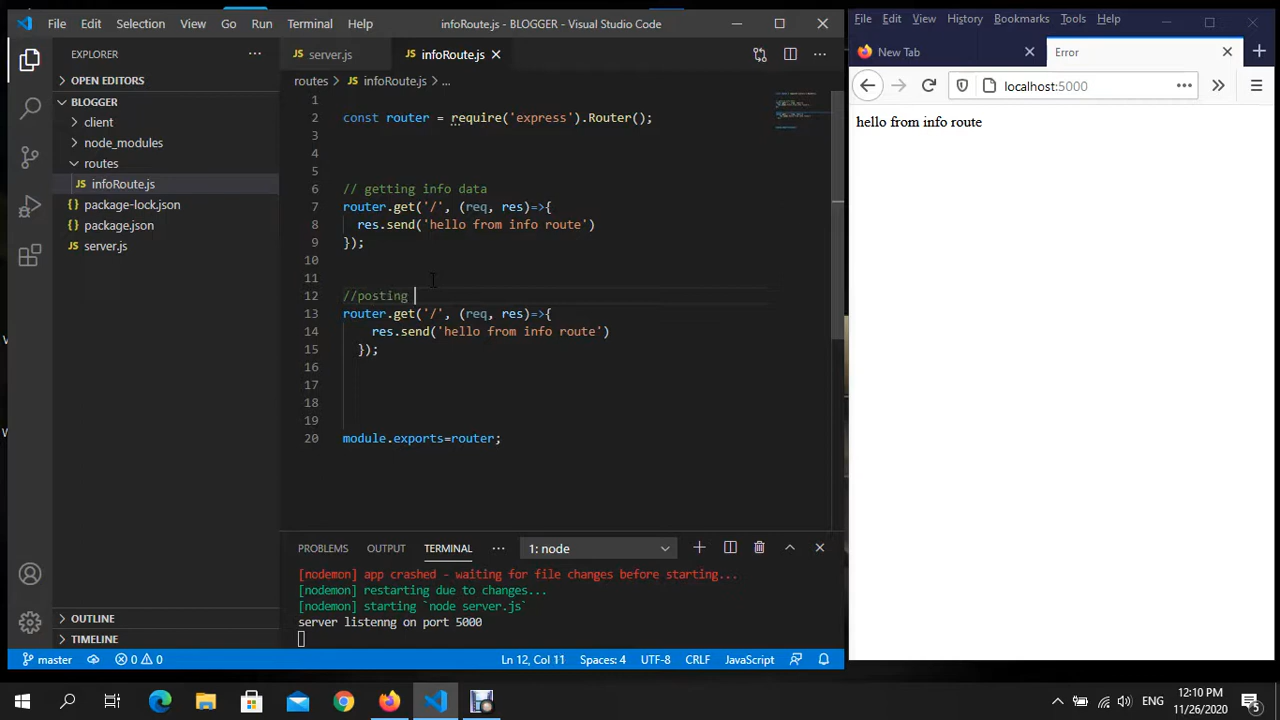 File Edit Selection View Go Run Terminal Help infoRoute.js - BLOGGER - Visual Studio Code
EXPLORER
OPEN EDITORS
BLOGGER
client
node_modules
routes
JS infoRoute.js
{} package-lock.json
{} package.json
JS server.js
OUTLINE
TIMELINE
JS server.js JS infoRoute.js
routes > JS infoRoute.js > ...
1
2 const router = require('express').Router();
3
4
5
6 // getting info data
7 router.get('/', (req, res)=>{
8 res.send('hello from info route')
9 });
10
11
12 //posting
13 router.get('/', (req, res)=>{
14 res.send('hello from info route')
15 });
16
17
18
19
20 module.exports=router;
PROBLEMS OUTPUT TERMINAL ... 1: node
[nodemon] app crashed - waiting for file changes before starting...
[nodemon] restarting due to changes...
[nodemon] starting `node server.js`
server listenng on port 5000
master 0 0 Ln 12, Col 11 Spaces: 4 UTF-8 CRLF JavaScript
File Edit View History Bookmarks Tools Help
New Tab Error
localhost:5000
hello from info route
ENG 12:10 PM
11/26/2020 5